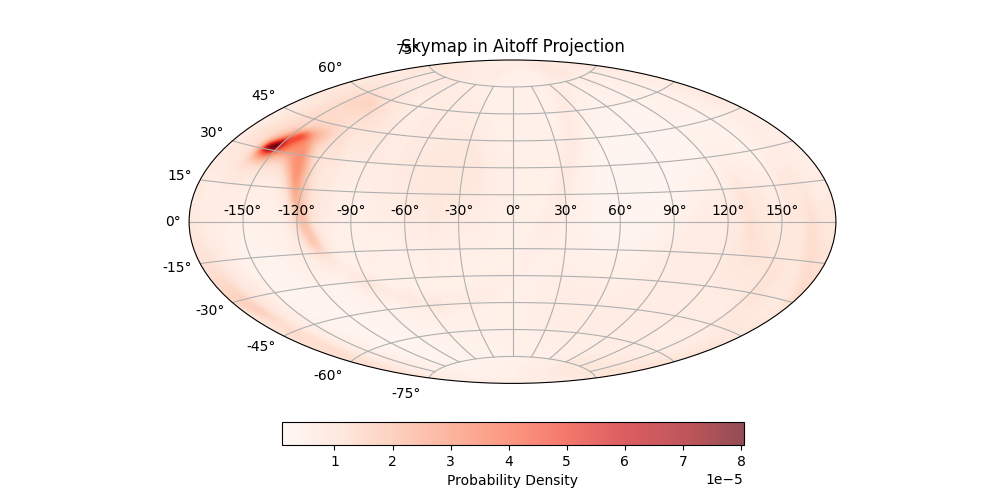 75°
Skymap in Aitoff Projection
60°
45°
30°
15°
-150° -120° -90° -60° -30° 0° 30° 60° 90° 120° 150°
0°
-15°
-30°
-45°
-60°
-75°
1 2 3 4 5 6 7 8
1e−5
Probability Density